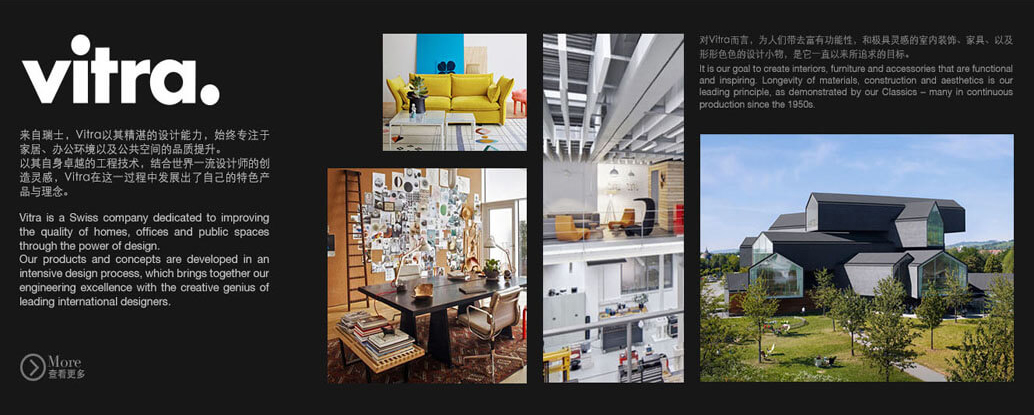 vitra.
来自瑞士，Vitra以其精湛的设计能力，始终专注于
家居、办公环境以及公共空间的品质提升。
以其自身卓越的工程技术，结合世界一流设计师的创
造灵感，Vitra在这一过程中发展出了自己的特色产
品与理念。
Vitra is a Swiss company dedicated to improving
the quality of homes, offices and public spaces
through the power of design.
Our products and concepts are developed in an
intensive design process, which brings together our
engineering excellence with the creative genius of
leading international designers.
More
查看更多
对Vitra而言，为人们带去富有功能性，和极具灵感的室内装饰、家具、以及
形形色色的设计小物，是它一直以来所追求的目标。
It is our goal to create interiors, furniture and accessories that are functional
and inspiring. Longevity of materials, construction and aesthetics is our
leading principle, as demonstrated by our Classics – many in continuous
production since the 1950s.